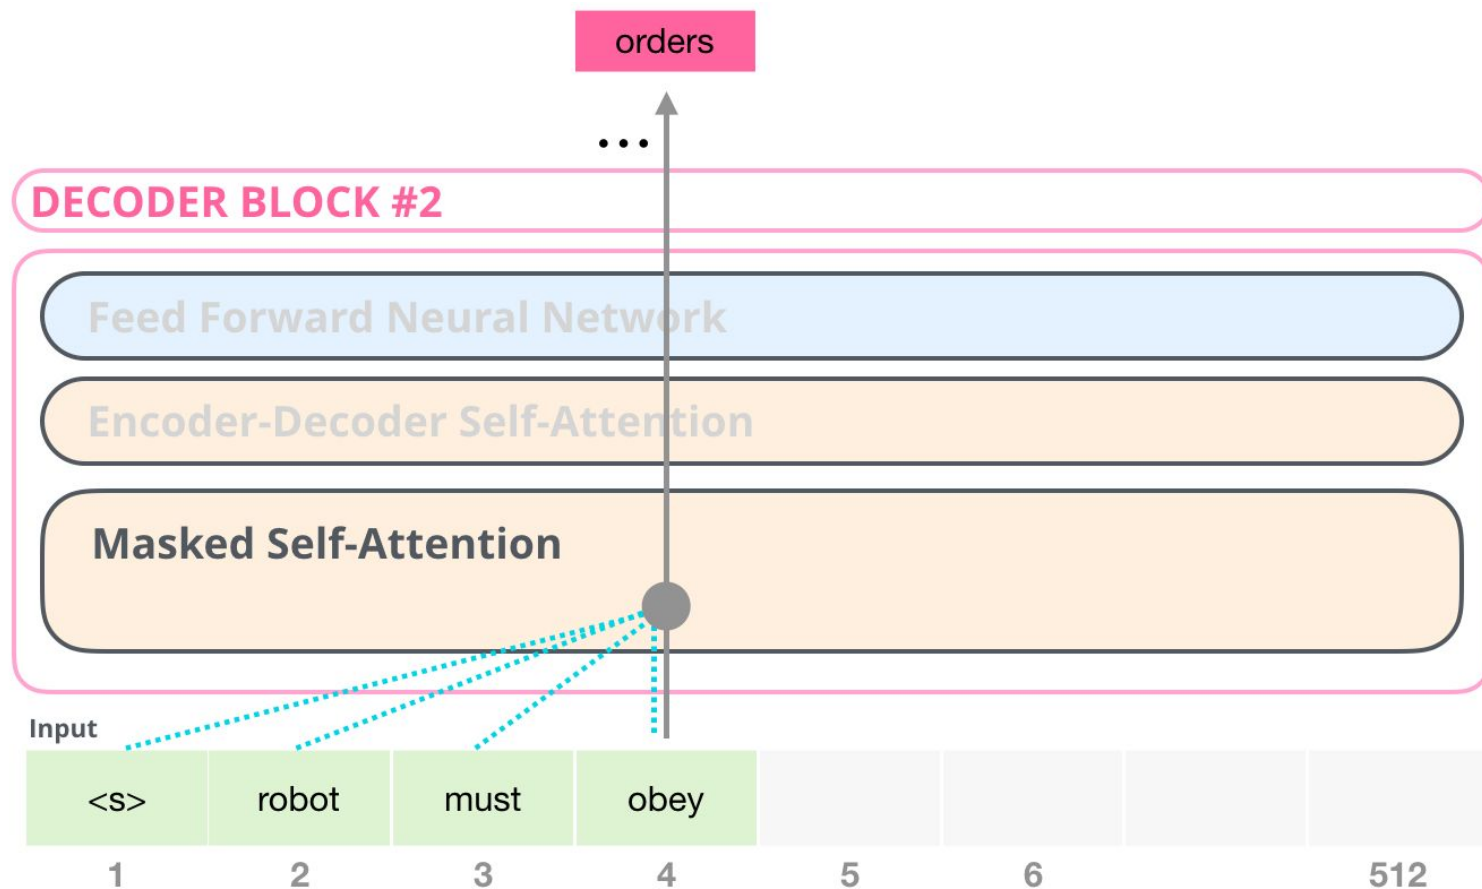 orders
...
DECODER BLOCK #2
Feed Forward Neural Network
Encoder-Decoder Self-Attention
Masked Self-Attention
Input
<s> robot must obey
1 2 3 4 5 6 512